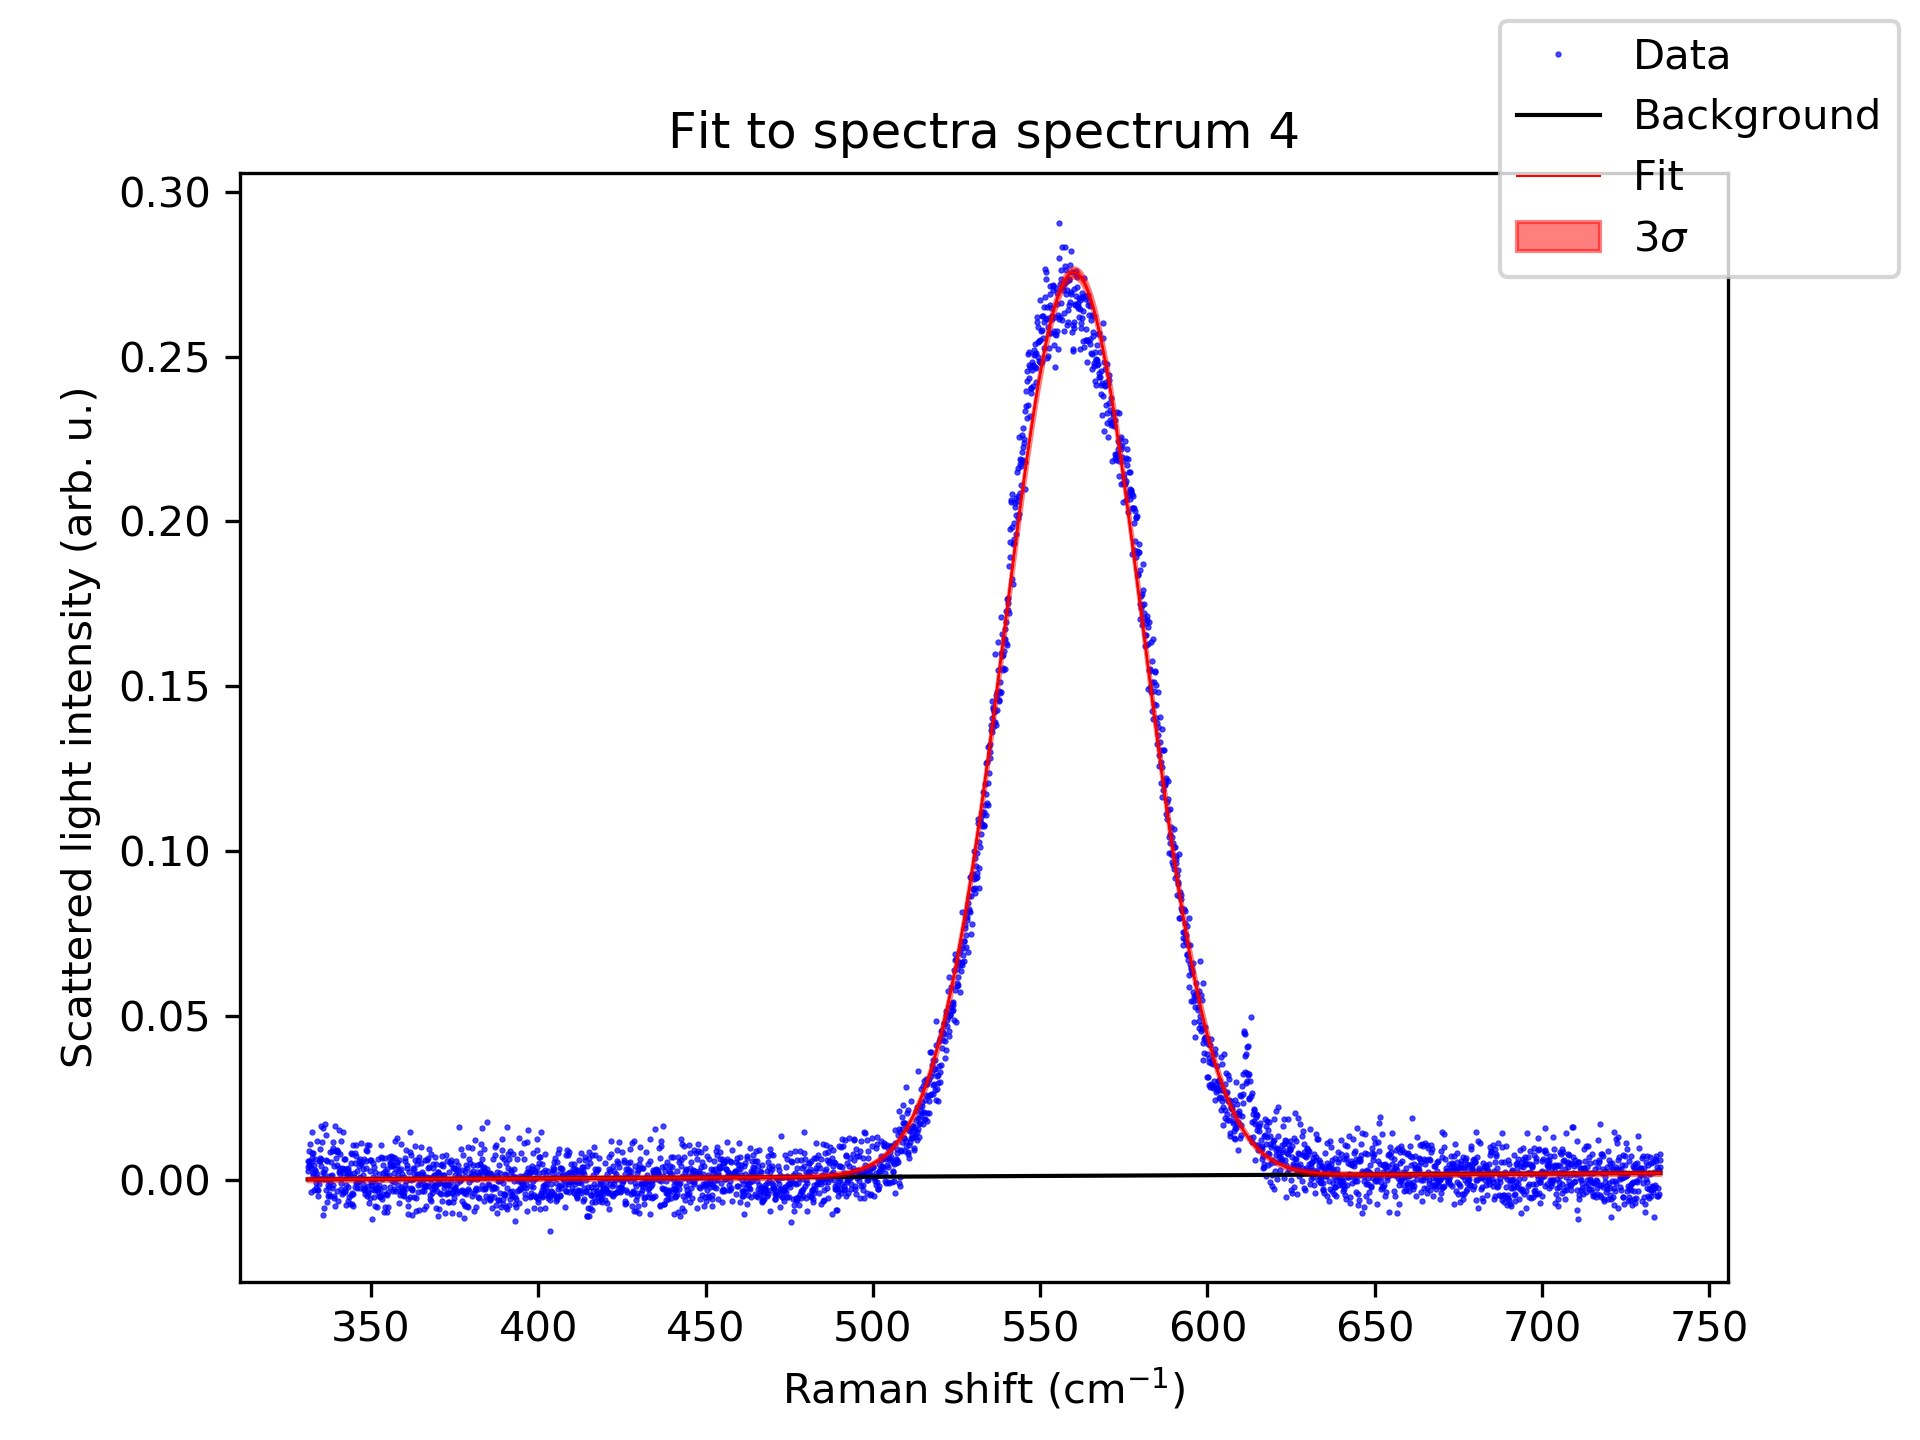 Data
Background
Fit
3σ
Fit to spectra spectrum 4
Scattered light intensity (arb. u.)
0.30
0.25
0.20
0.15
0.10
0.05
0.00
350 400 450 500 550 600 650 700 750
Raman shift (cm⁻¹)